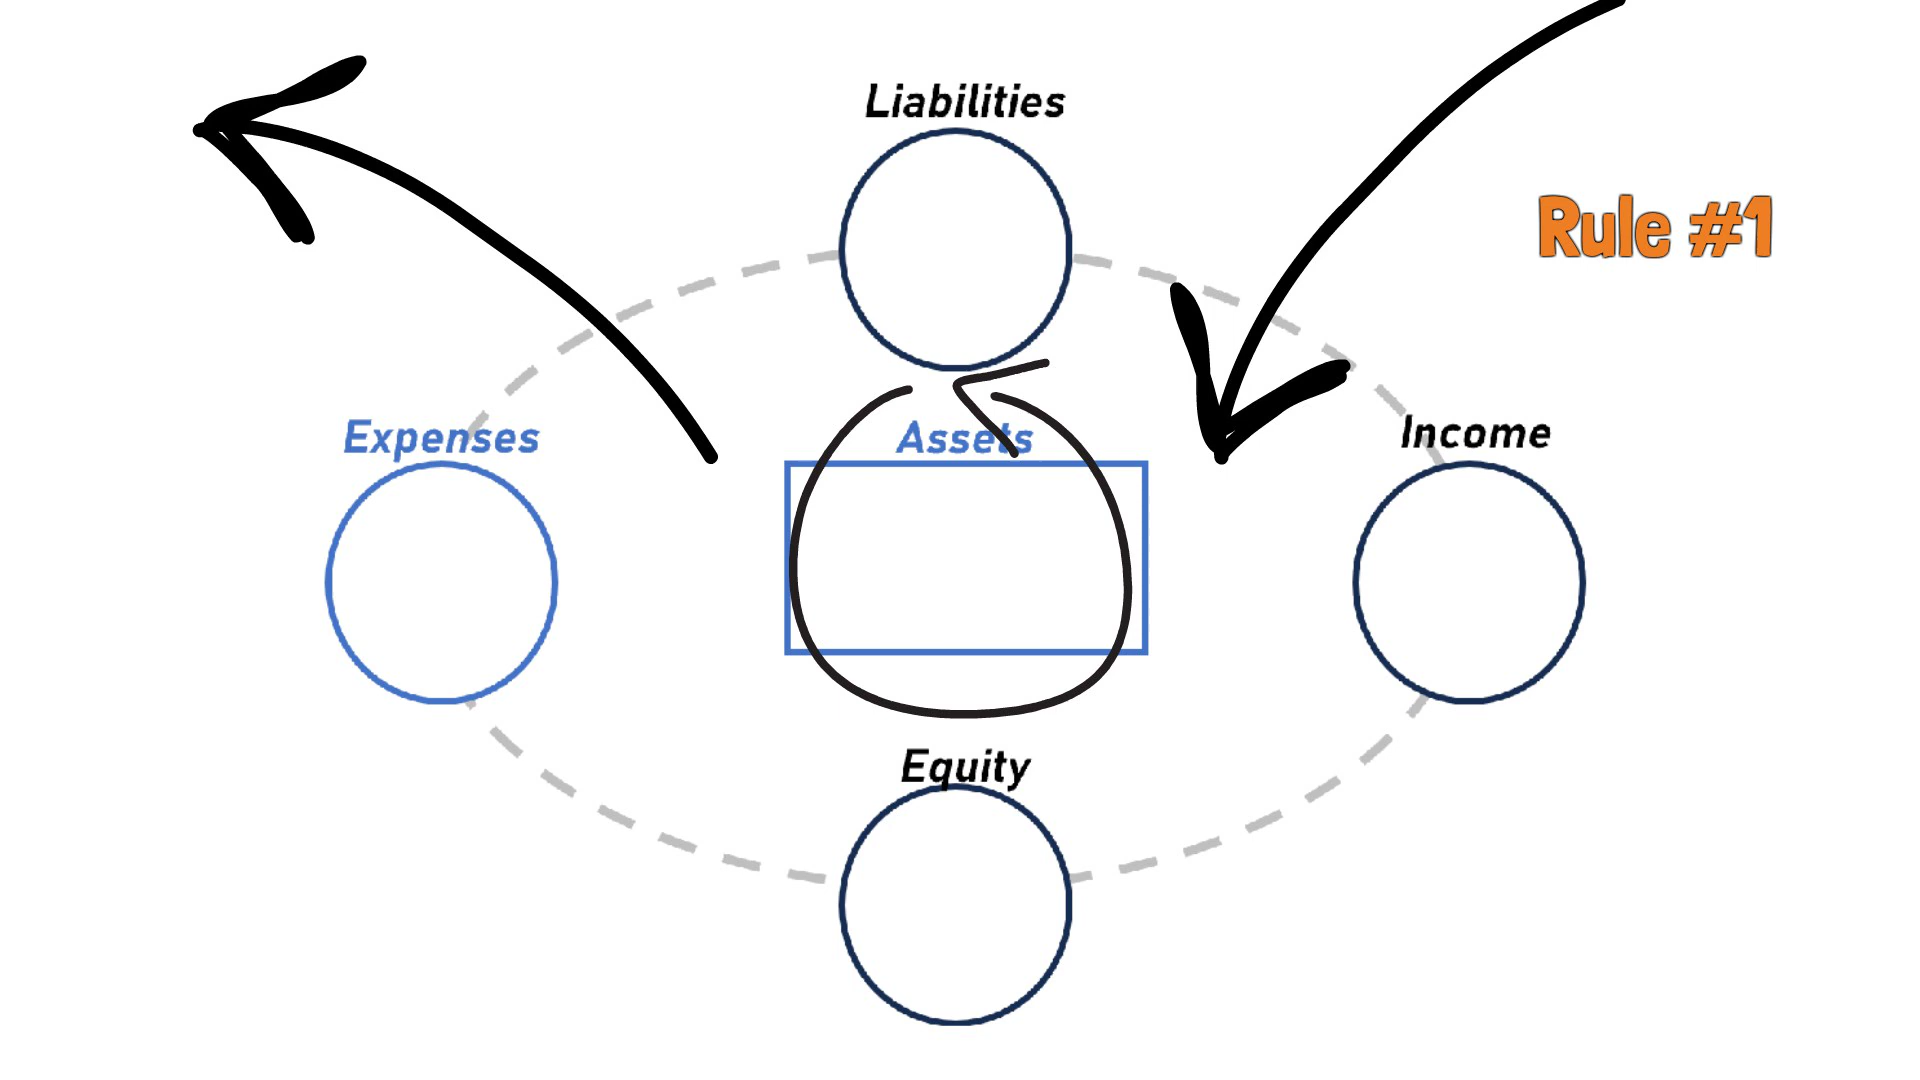 Liabilities
Rule #1
Expenses
Assets
Income
Equity